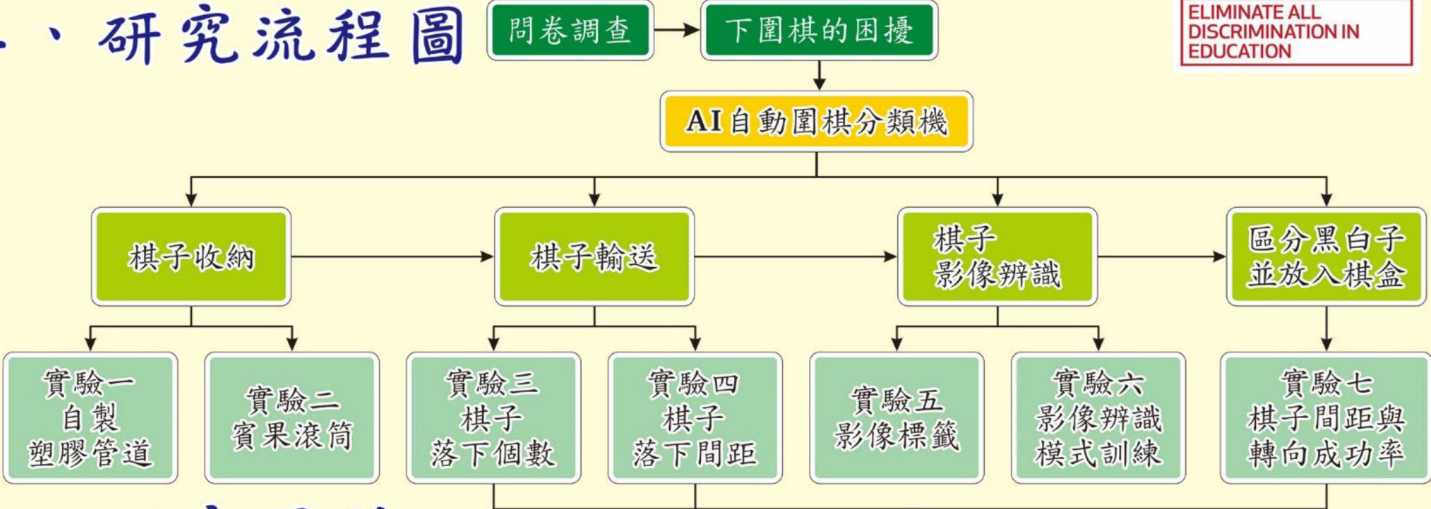 、研究流程圖
問卷調查
下圍棋的困擾
ELIMINATE ALL
DISCRIMINATION IN
EDUCATION
AI自動圍棋分類機
棋子收納
棋子輸送
棋子
影像辨識
區分黑白子
並放入棋盒
實驗一
自製
塑膠管道
實驗二
賓果滾筒
實驗三
棋子
落下個數
實驗四
棋子
落下間距
實驗五
影像標籤
實驗六
影像辨識
模式訓練
實驗七
棋子間距與
轉向成功率